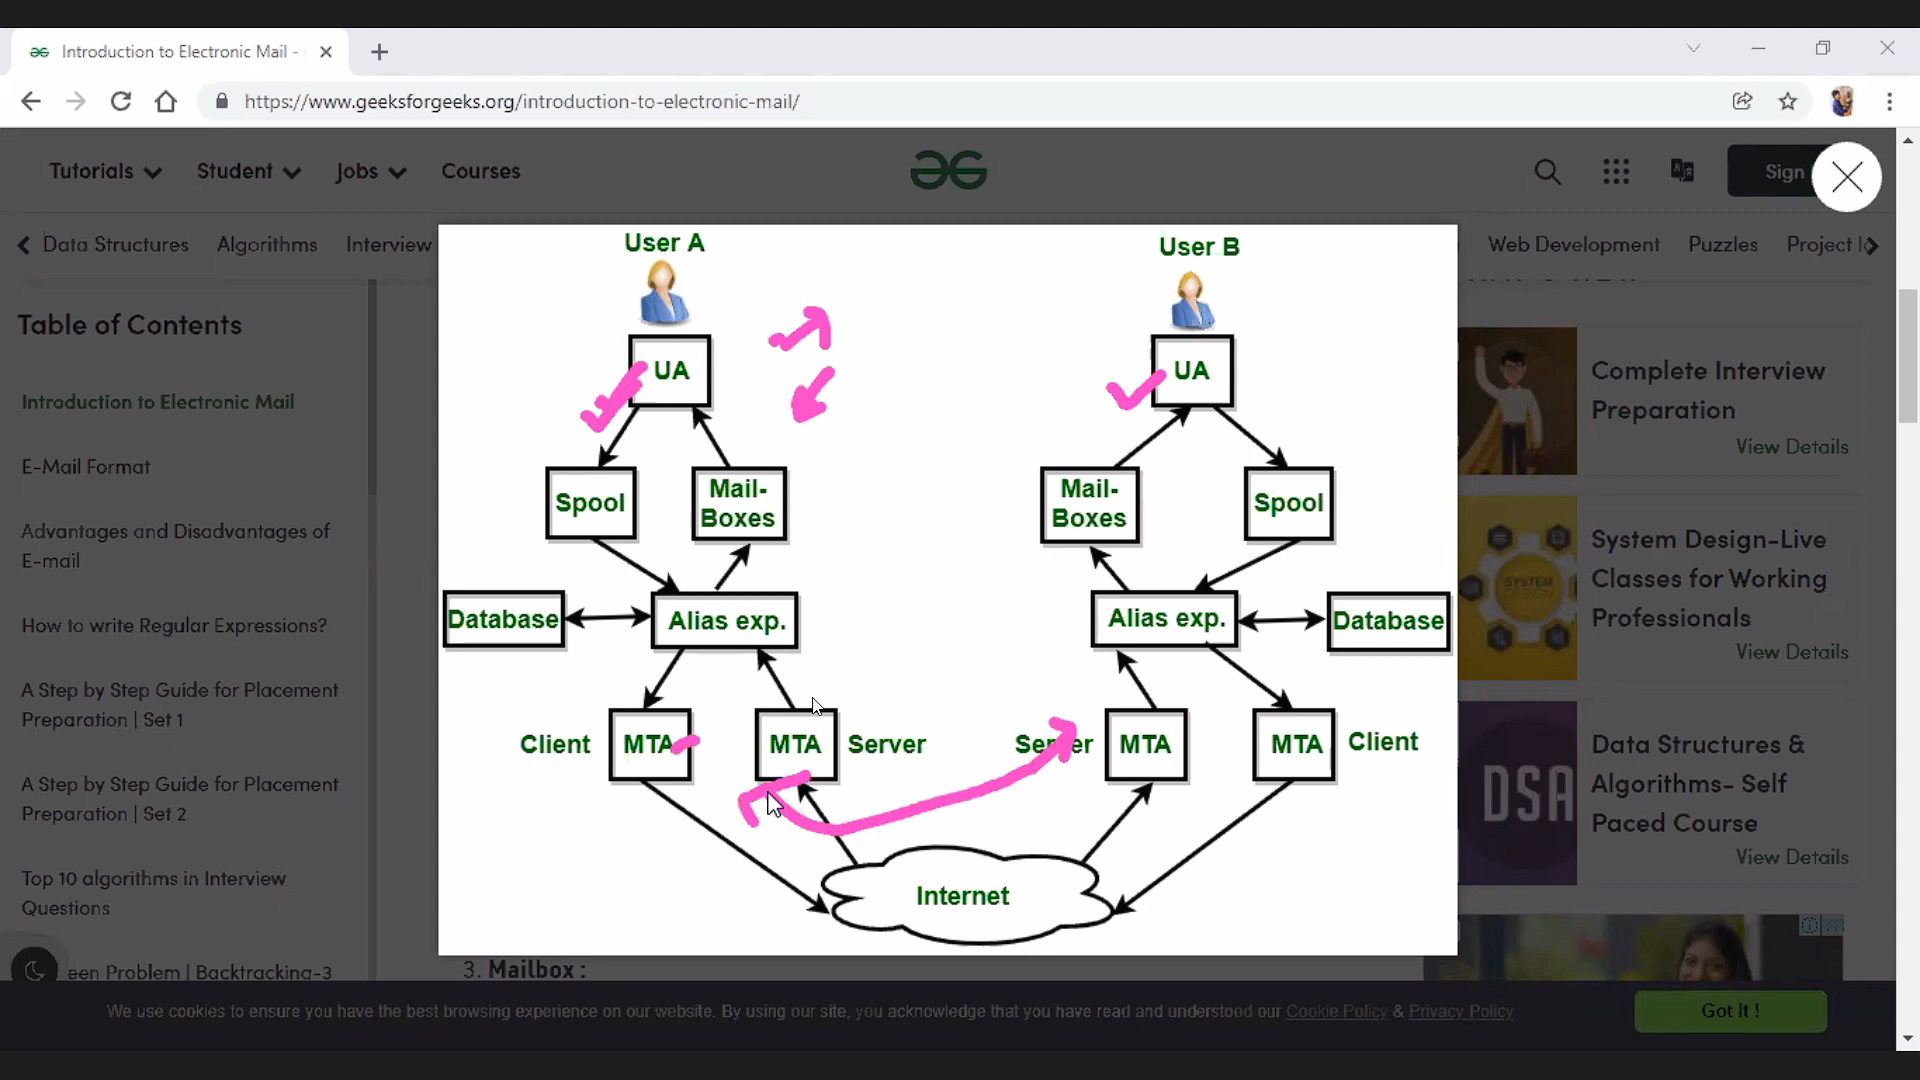 Introduction to Electronic Mail -
https://www.geeksforgeeks.org/introduction-to-electronic-mail/
Tutorials
Student
Jobs
Courses
Sign
Data Structures
Algorithms
Interview
Web Development
Puzzles
Project
Table of Contents
Introduction to Electronic Mail
E-Mail Format
Advantages and Disadvantages of
E-mail
How to write Regular Expressions?
A Step by Step Guide for Placement
Preparation | Set 1
A Step by Step Guide for Placement
Preparation | Set 2
Top 10 algorithms in Interview
Questions
een Problem | Backtracking-3
User A
User B
UA
UA
Spool
Mail-
Boxes
Mail-
Boxes
Spool
Database
Alias exp.
Alias exp.
Database
Client
MTA
MTA
Server
Server
MTA
MTA
Client
Internet
3. Mailbox :
Complete Interview
Preparation
View Details
SYSTEM
DESIGN
System Design-Live
Classes for Working
Professionals
View Details
DSA
Data Structures &
Algorithms- Self
Paced Course
View Details
We use cookies to ensure you have the best browsing experience on our website. By using our site, you acknowledge that you have read and understood our Cookie Policy & Privacy Policy
Got It !